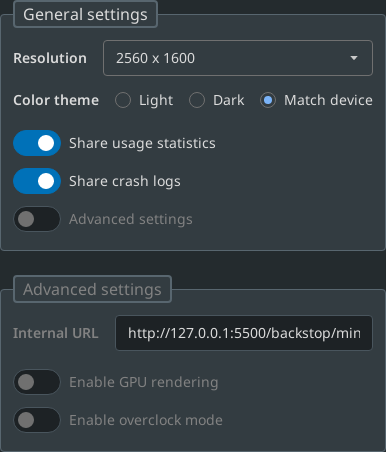 General settings
Resolution 2560 x 1600
Color theme Light Dark Match device
Share usage statistics
Share crash logs
Advanced settings
Advanced settings
Internal URL http://127.0.0.1:5500/backstop/min
Enable GPU rendering
Enable overclock mode